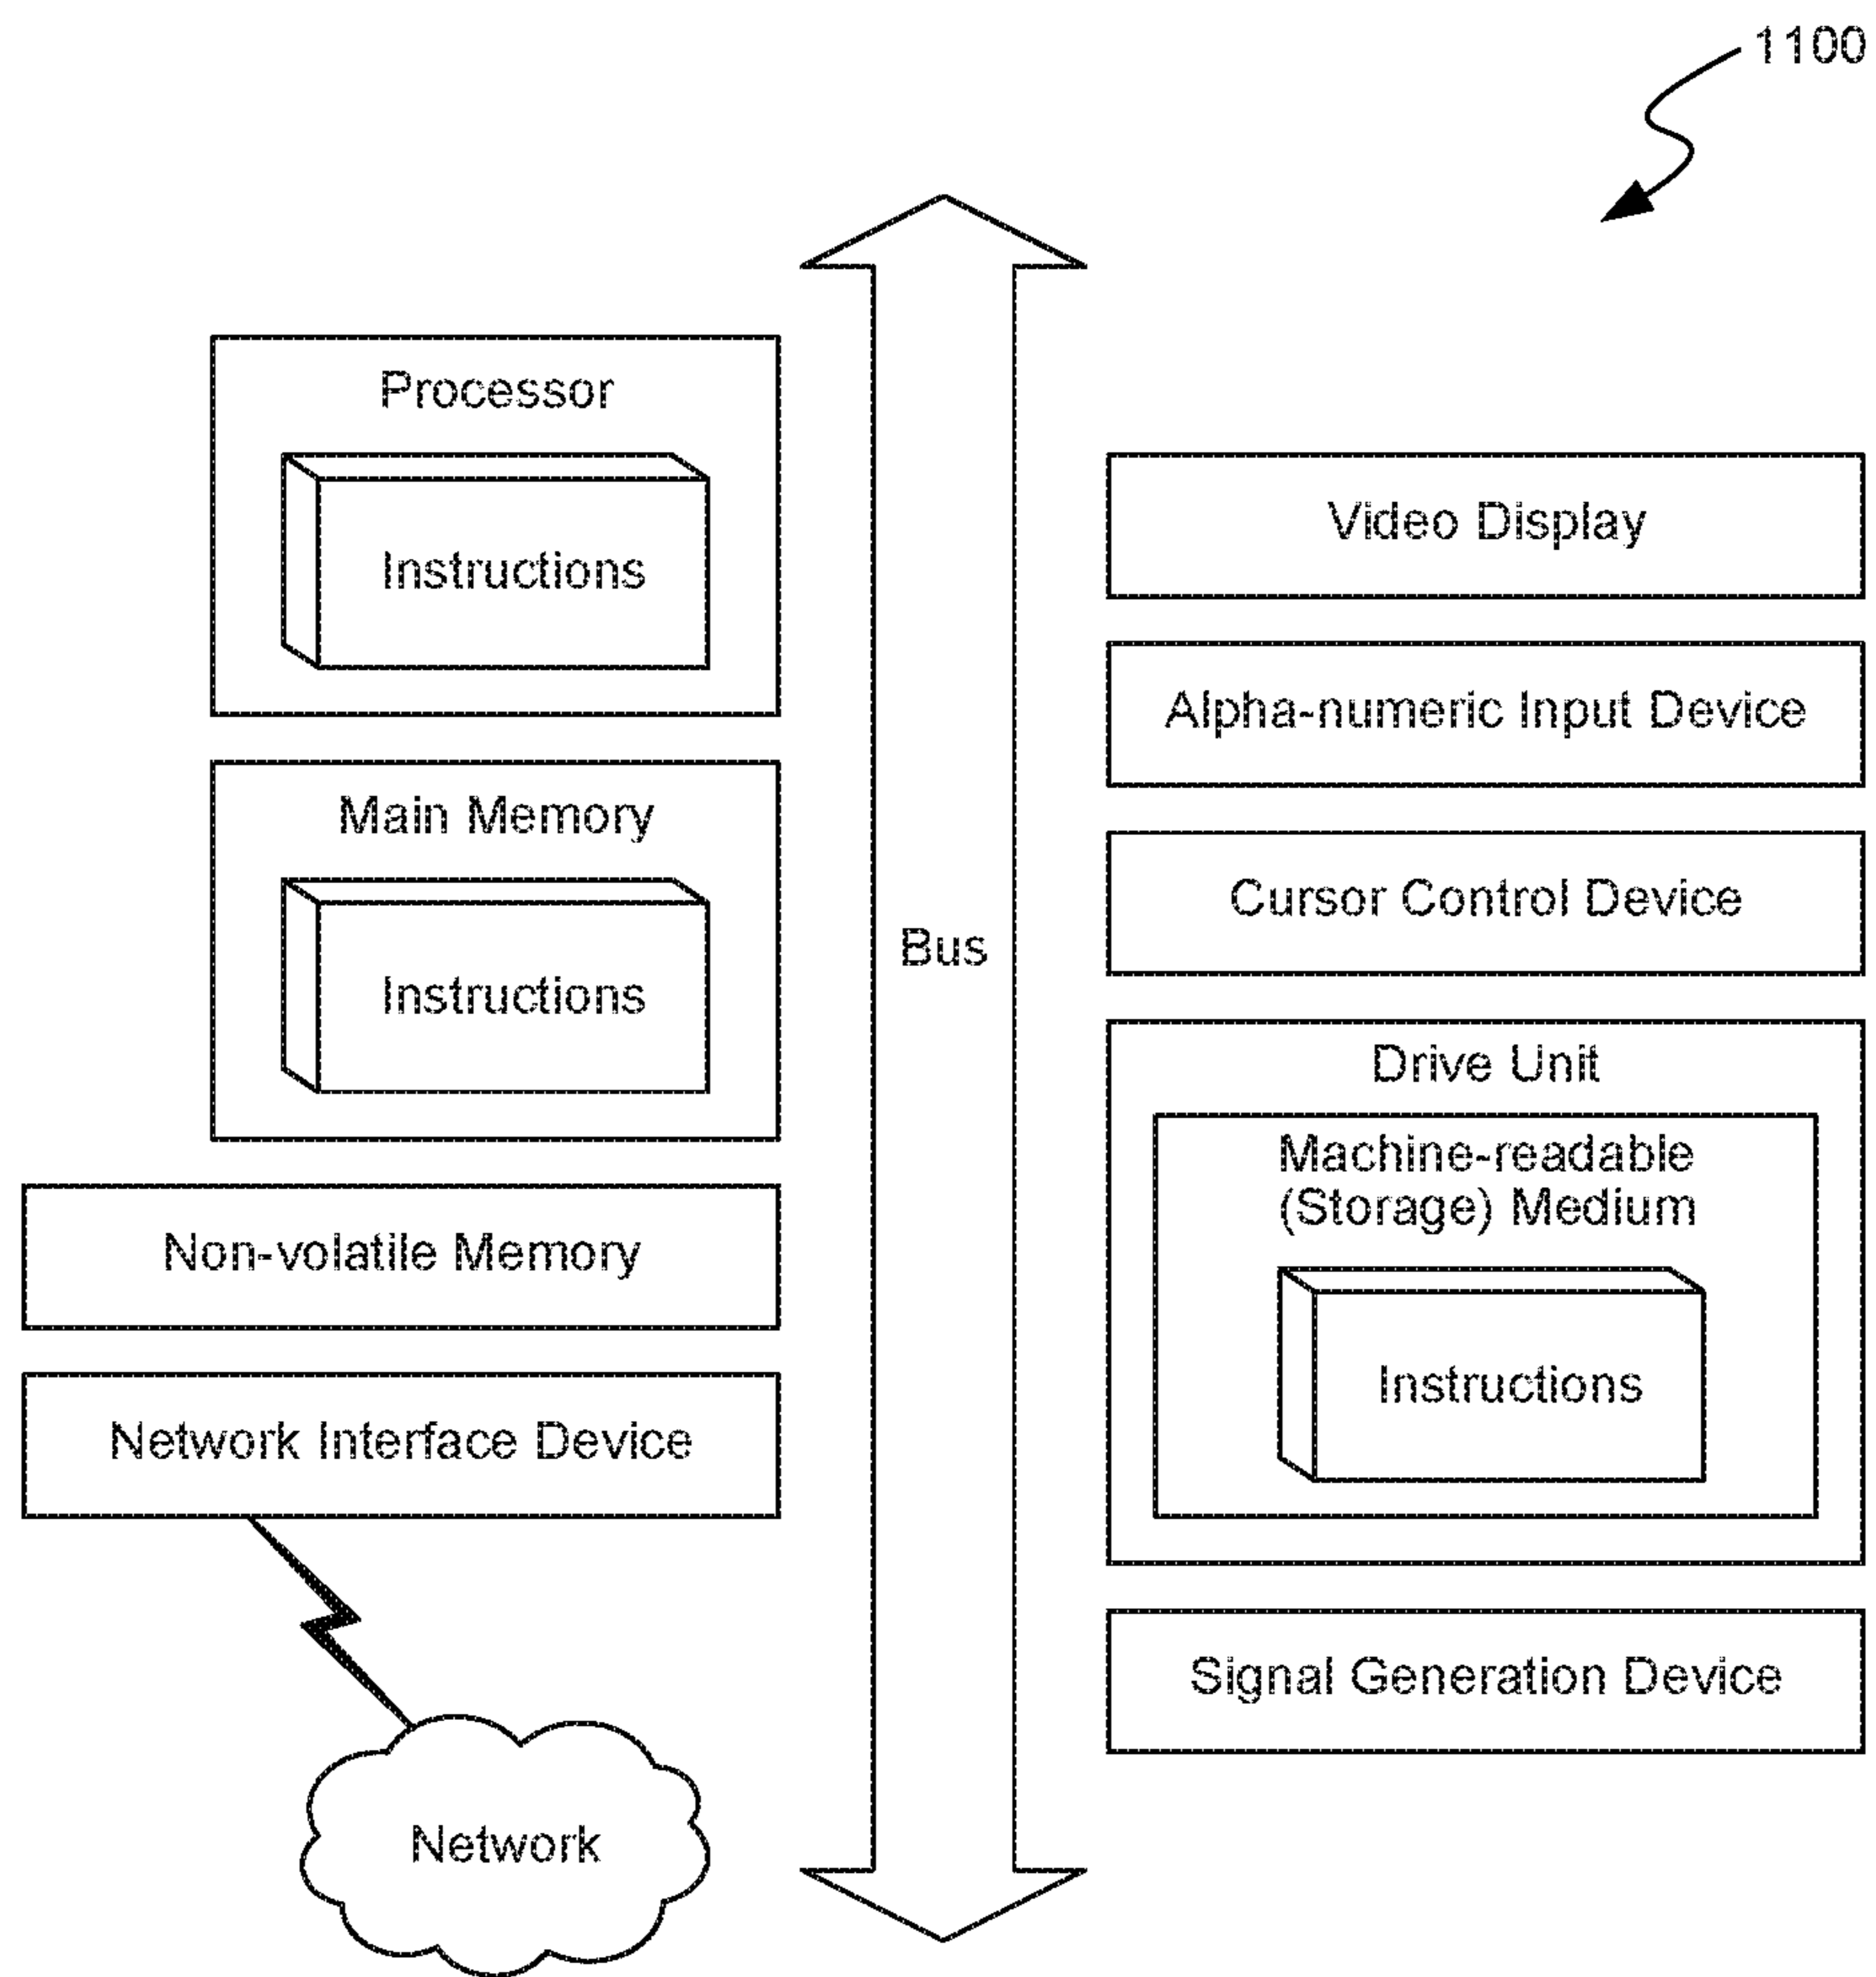 1100
Processor
Instructions
Main Memory
Instructions
Non-volatile Memory
Network Interface Device
Network
Bus
Video Display
Alpha-numeric Input Device
Cursor Control Device
Drive Unit
Machine-readable
(Storage) Medium
Instructions
Signal Generation Device